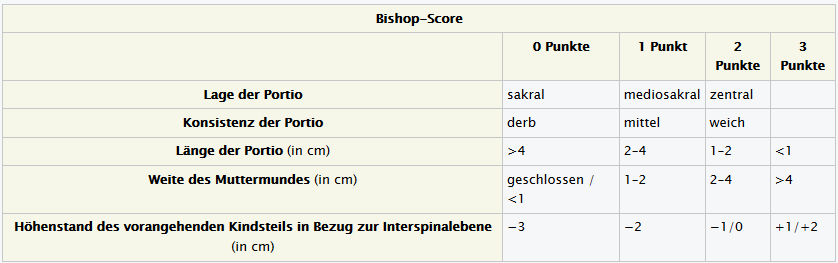 Bishop–Score
0 Punkte 1 Punkt 2 Punkte 3 Punkte
Lage der Portio sakral mediosakral zentral
Konsistenz der Portio derb mittel weich
Länge der Portio (in cm) >4 2–4 1–2 <1
Weite des Muttermundes (in cm) geschlossen / <1 1–2 2–4 >4
Höhenstand des vorangehenden Kindsteils in Bezug zur Interspinalebene (in cm) −3 −2 −1/0 +1/+2